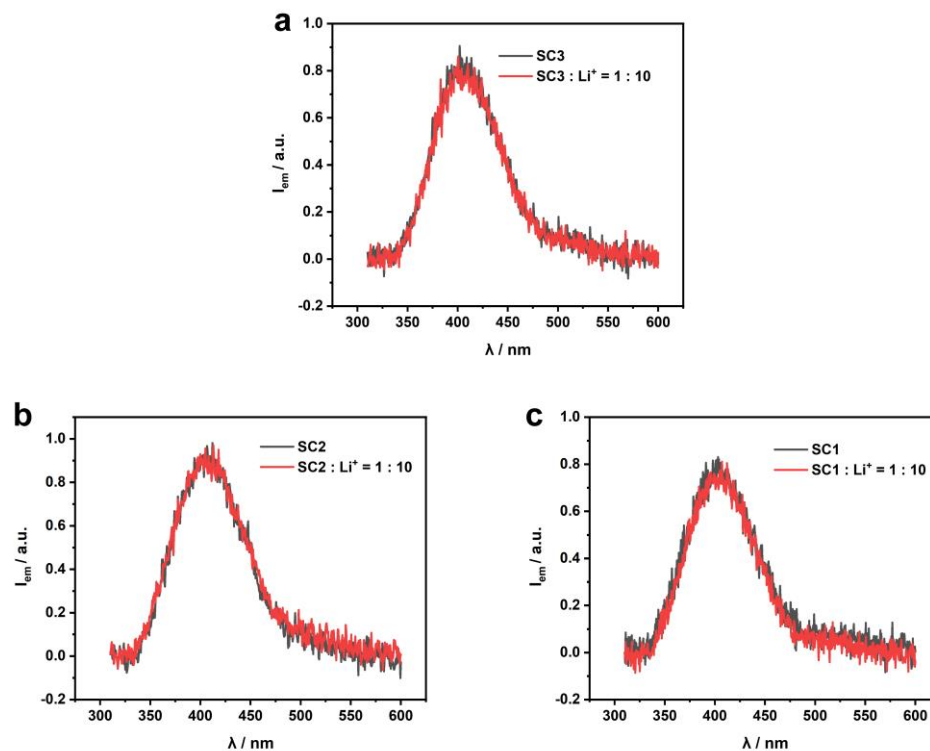 a
1.0
0.8
0.6
0.4
0.2
0.0
-0.2
I_em / a.u.
SC3
SC3 : Li⁺ = 1 : 10
300 350 400 450 500 550 600
λ / nm
b
1.0
0.8
0.6
0.4
0.2
0.0
-0.2
I_em / a.u.
SC2
SC2 : Li⁺ = 1 : 10
300 350 400 450 500 550 600
λ / nm
c
1.0
0.8
0.6
0.4
0.2
0.0
-0.2
I_em / a.u.
SC1
SC1 : Li⁺ = 1 : 10
300 350 400 450 500 550 600
λ / nm